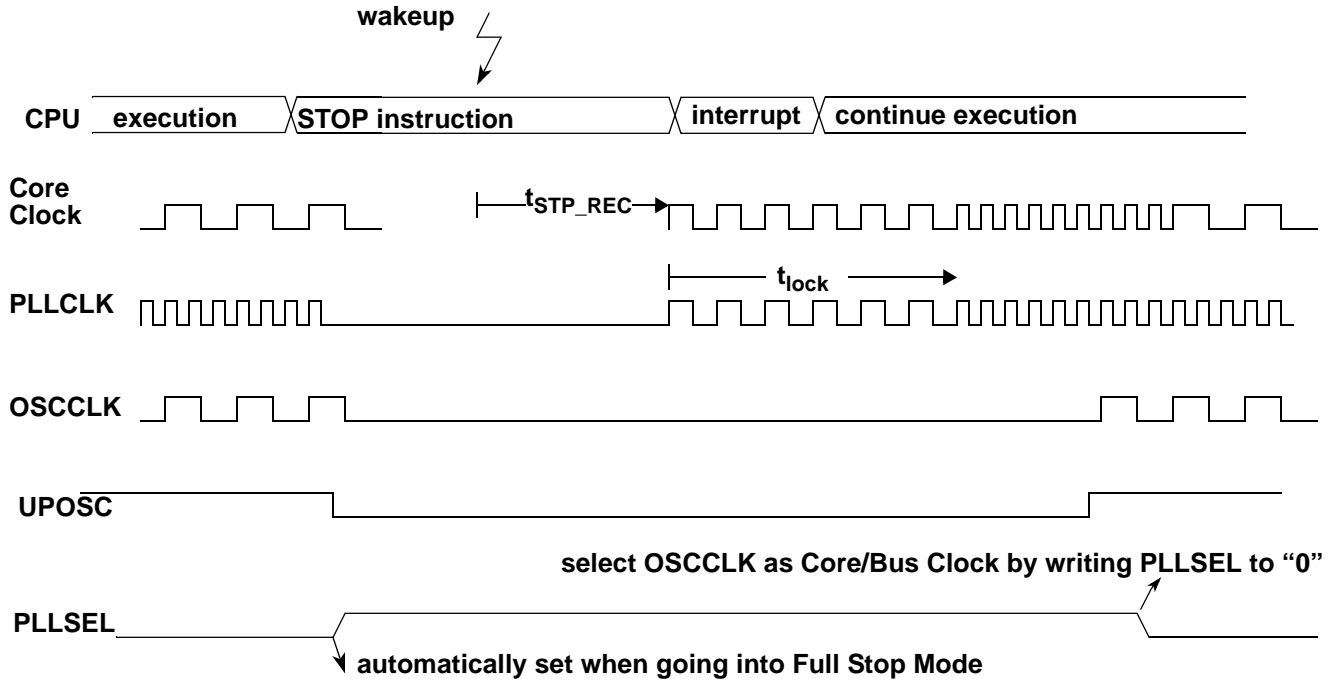 wakeup
CPU execution STOP instruction interrupt continue execution
Core
Clock
tSTP_REC
tlock
PLLCLK
OSCCLK
UPOSC
select OSCCLK as Core/Bus Clock by writing PLLSEL to “0”
PLLSEL
automatically set when going into Full Stop Mode